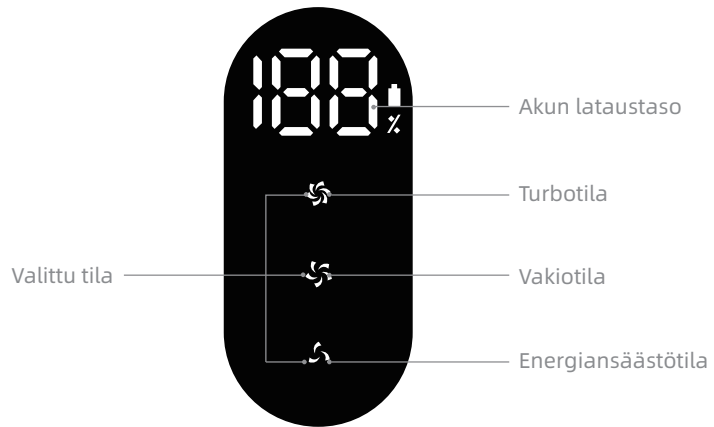 188
%
Akun lataustaso
Turbotila
Valittu tila
Vakiotila
Energiansäästötila